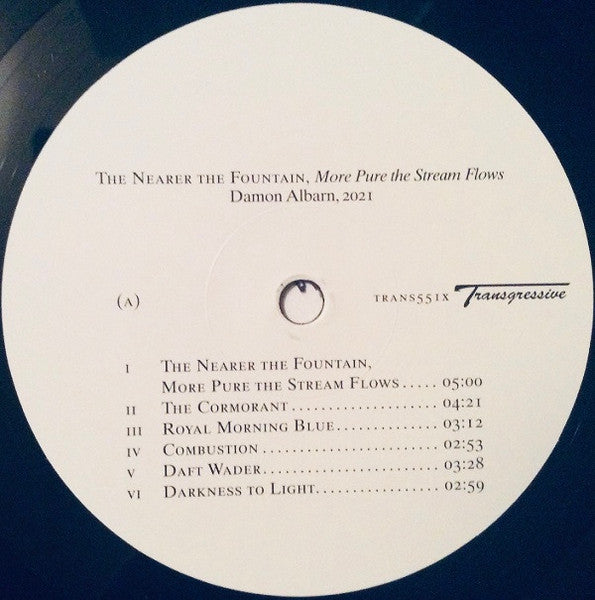 The Nearer the Fountain, More Pure the Stream Flows
Damon Albarn, 2021
(A)
TRANS551X Transgressive
I The Nearer the Fountain,
More Pure the Stream Flows..... 05:00
II The Cormorant..................... 04:21
III Royal Morning Blue............... 03:12
IV Combustion......................... 02:53
V Daft Wader......................... 03:28
VI Darkness to Light................. 02:59